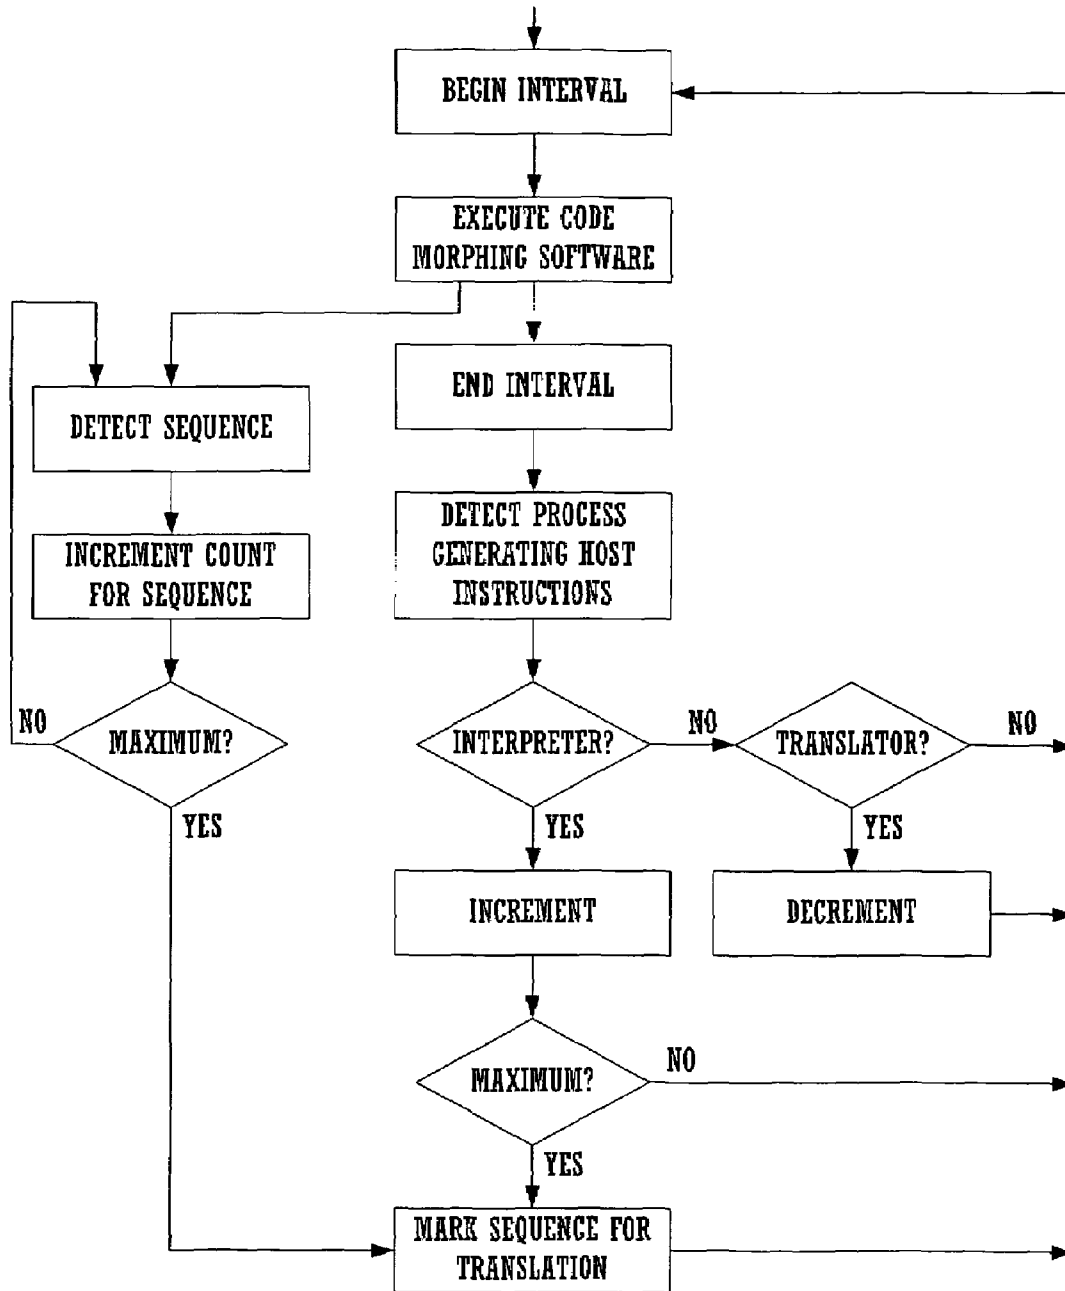 BEGIN INTERVAL
EXECUTE CODE
MORPHING SOFTWARE
END INTERVAL
DETECT SEQUENCE
DETECT PROCESS
GENERATING HOST
INSTRUCTIONS
INCREMENT COUNT
FOR SEQUENCE
NO
MAXIMUM?
YES
INTERPRETER?
NO
TRANSLATOR?
NO
YES
YES
INCREMENT
DECREMENT
MAXIMUM?
NO
YES
MARK SEQUENCE FOR
TRANSLATION